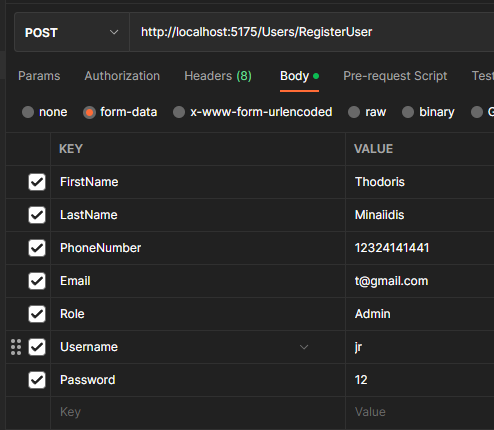 POST http://localhost:5175/Users/RegisterUser
Params Authorization Headers (8) Body Pre-request Script Test
none form-data x-www-form-urlencoded raw binary G
KEY VALUE
FirstName Thodoris
LastName Minaiidis
PhoneNumber 12324141441
Email t@gmail.com
Role Admin
Username jr
Password 12
Key Value